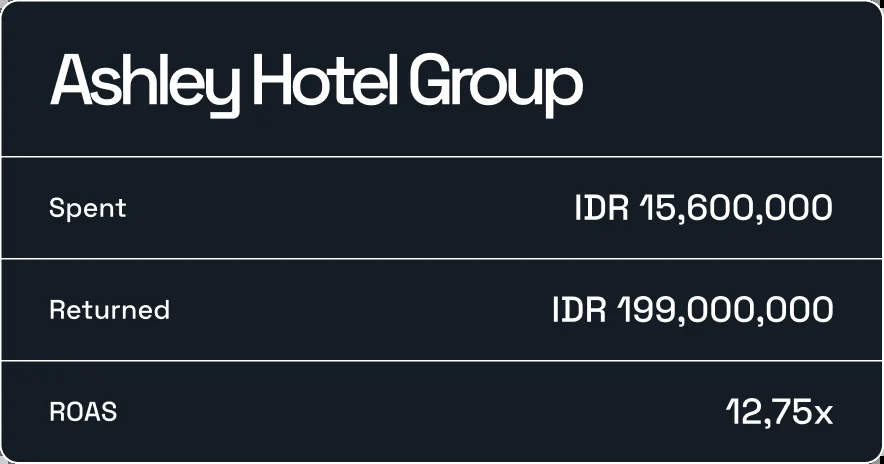 Ashley Hotel Group
Spent IDR 15,600,000
Returned IDR 199,000,000
ROAS 12,75x